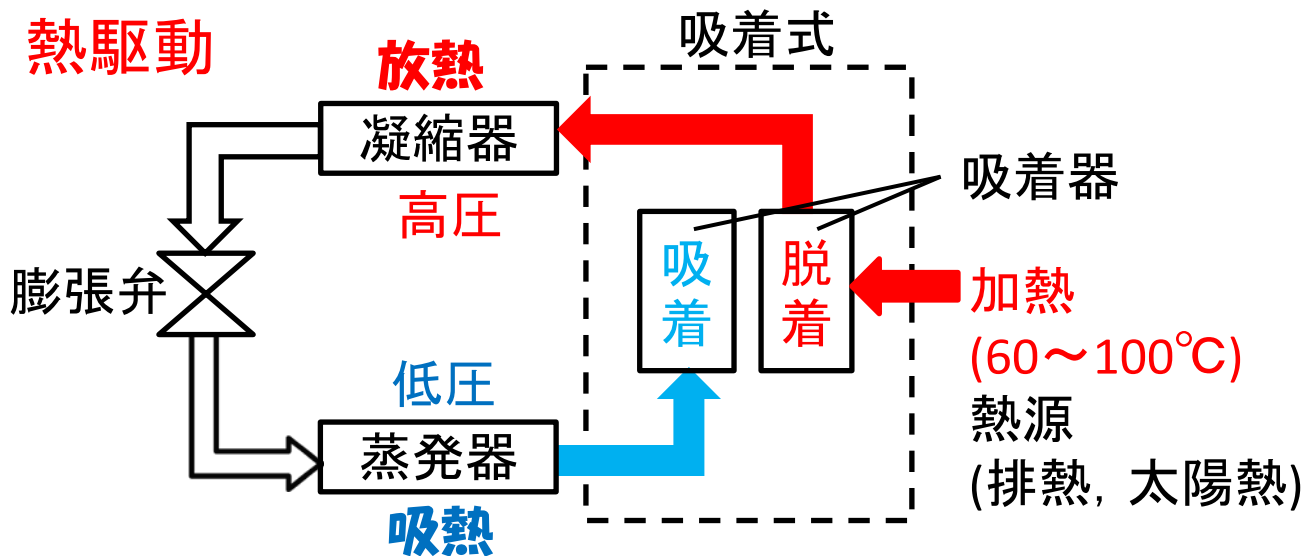 熱駆動
吸着式
放熱
凝縮器
高圧
吸着器
吸着
脱着
膨張弁
加熱
(60～100℃)
熱源
(排熱，太陽熱)
低圧
蒸発器
吸熱